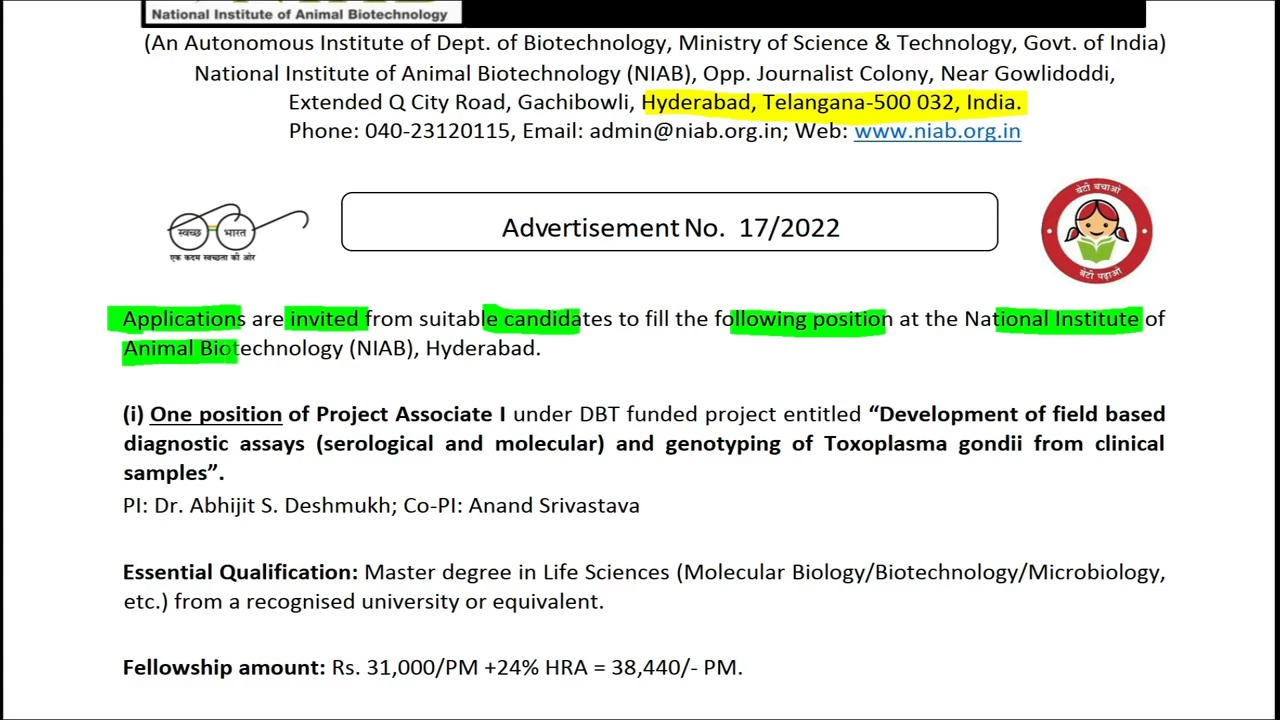 National Institute of Animal Biotechnology
(An Autonomous Institute of Dept. of Biotechnology, Ministry of Science & Technology, Govt. of India)
National Institute of Animal Biotechnology (NIAB), Opp. Journalist Colony, Near Gowlidoddi,
Extended Q City Road, Gachibowli, Hyderabad, Telangana-500 032, India.
Phone: 040-23120115, Email: admin@niab.org.in; Web: www.niab.org.in
बेटी बचाओ
स्वच्छ भारत
एक कदम स्वच्छता की ओर
Advertisement No. 17/2022
बेटी पढ़ाओ
Applications are invited from suitable candidates to fill the following position at the National Institute of
Animal Biotechnology (NIAB), Hyderabad.
(i) One position of Project Associate I under DBT funded project entitled “Development of field based
diagnostic assays (serological and molecular) and genotyping of Toxoplasma gondii from clinical
samples”.
PI: Dr. Abhijit S. Deshmukh; Co-PI: Anand Srivastava
Essential Qualification: Master degree in Life Sciences (Molecular Biology/Biotechnology/Microbiology,
etc.) from a recognised university or equivalent.
Fellowship amount: Rs. 31,000/PM +24% HRA = 38,440/- PM.